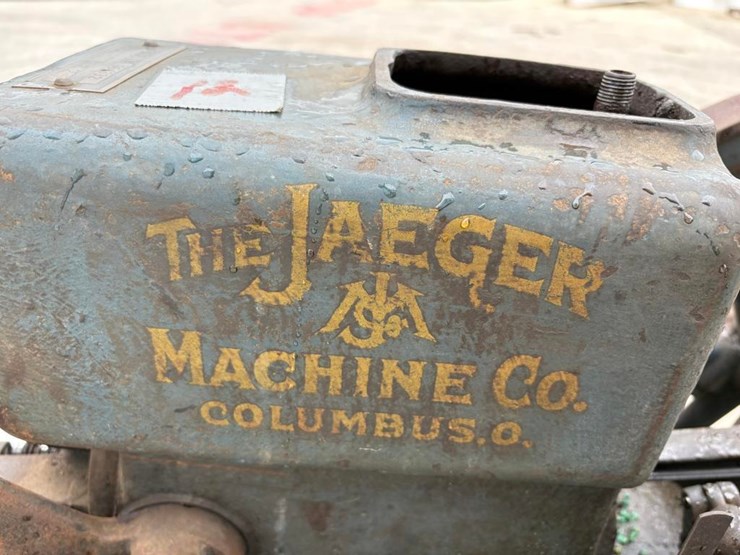 THE JAEGER
MACHINE CO.
COLUMBUS.O.